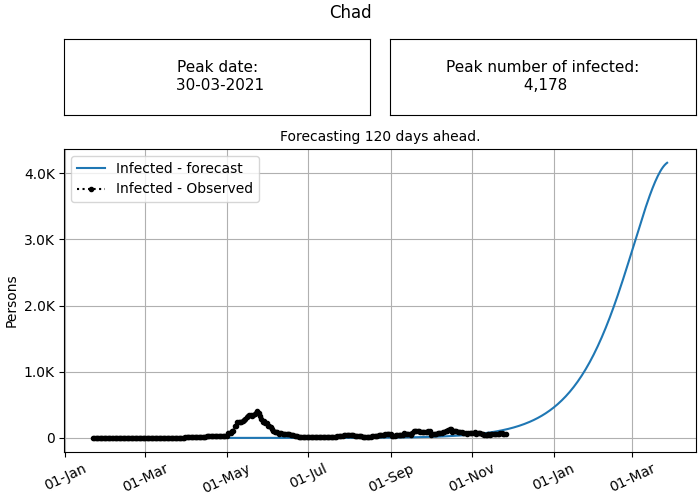 Chad
Peak date:
30-03-2021
Peak number of infected:
4,178
Forecasting 120 days ahead.
Infected - forecast
Infected - Observed
4.0K
3.0K
2.0K
1.0K
0
Persons
01-Jan
01-Mar
01-May
01-Jul
01-Sep
01-Nov
01-Jan
01-Mar